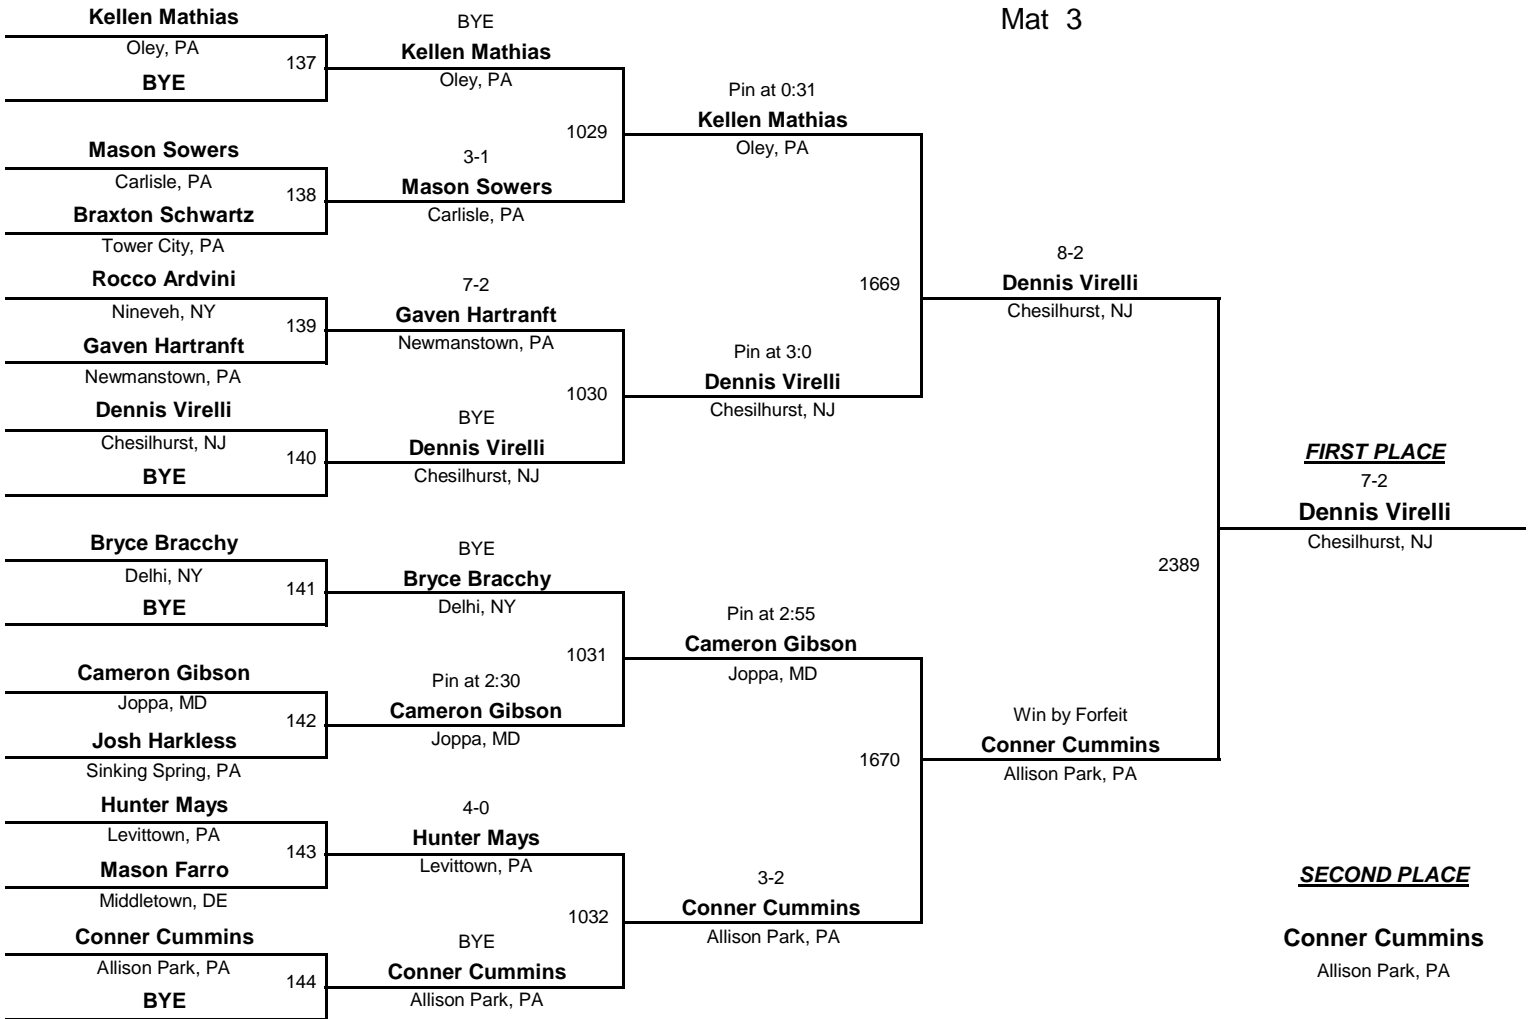 Mat 3
Kellen Mathias
Oley, PA
137
BYE
Mason Sowers
Carlisle, PA
138
Braxton Schwartz
Tower City, PA
Rocco Ardvini
Nineveh, NY
139
Gaven Hartranft
Newmanstown, PA
Dennis Virelli
Chesilhurst, NJ
140
BYE
Bryce Bracchy
Delhi, NY
141
BYE
Cameron Gibson
Joppa, MD
142
Josh Harkless
Sinking Spring, PA
Hunter Mays
Levittown, PA
143
Mason Farro
Middletown, DE
Conner Cummins
Allison Park, PA
144
BYE
BYE
Kellen Mathias
Oley, PA
1029
3-1
Mason Sowers
Carlisle, PA
7-2
Gaven Hartranft
Newmanstown, PA
1030
BYE
Dennis Virelli
Chesilhurst, NJ
BYE
Bryce Bracchy
Delhi, NY
1031
Pin at 2:30
Cameron Gibson
Joppa, MD
4-0
Hunter Mays
Levittown, PA
1032
BYE
Conner Cummins
Allison Park, PA
Pin at 0:31
Kellen Mathias
Oley, PA
1669
Pin at 3:0
Dennis Virelli
Chesilhurst, NJ
Pin at 2:55
Cameron Gibson
Joppa, MD
1670
3-2
Conner Cummins
Allison Park, PA
8-2
Dennis Virelli
Chesilhurst, NJ
2389
Win by Forfeit
Conner Cummins
Allison Park, PA
FIRST PLACE
7-2
Dennis Virelli
Chesilhurst, NJ
SECOND PLACE
Conner Cummins
Allison Park, PA